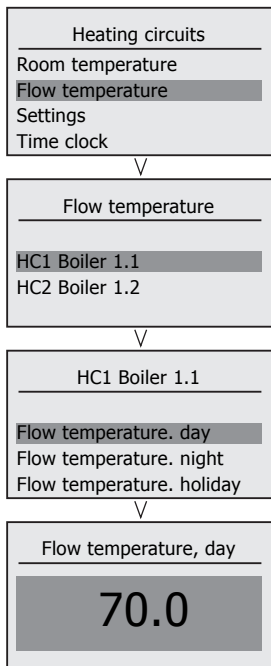 Heating circuits
Room temperature
Flow temperature
Settings
Time clock
Flow temperature
HC1 Boiler 1.1
HC2 Boiler 1.2
HC1 Boiler 1.1
Flow temperature. day
Flow temperature. night
Flow temperature. holiday
Flow temperature, day
70.0